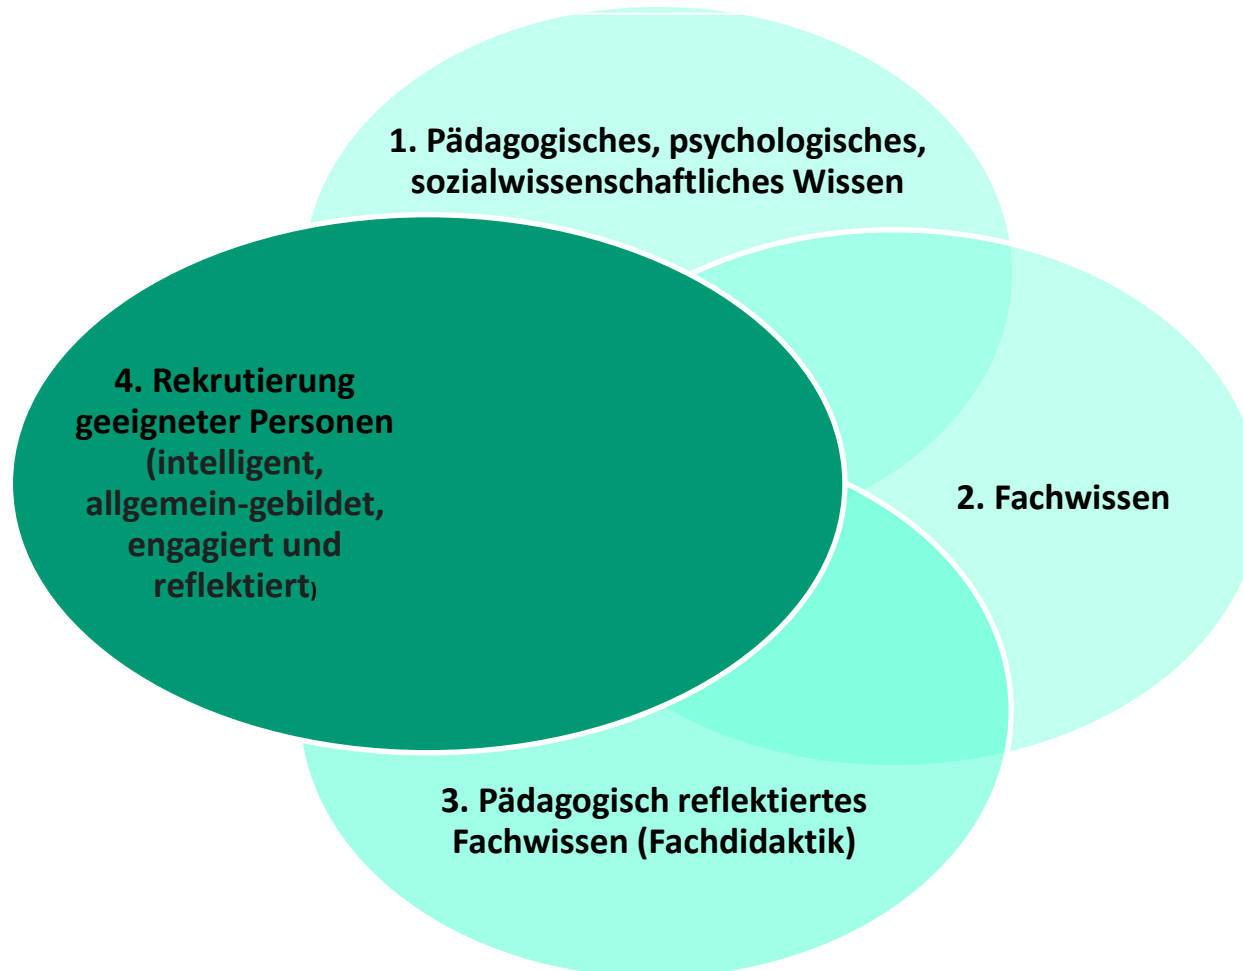 1. Pädagogisches, psychologisches,
sozialwissenschaftliches Wissen
4. Rekrutierung
geeigneter Personen
(intelligent,
allgemein-gebildet,
engagiert und
reflektiert)
2. Fachwissen
3. Pädagogisch reflektiertes
Fachwissen (Fachdidaktik)